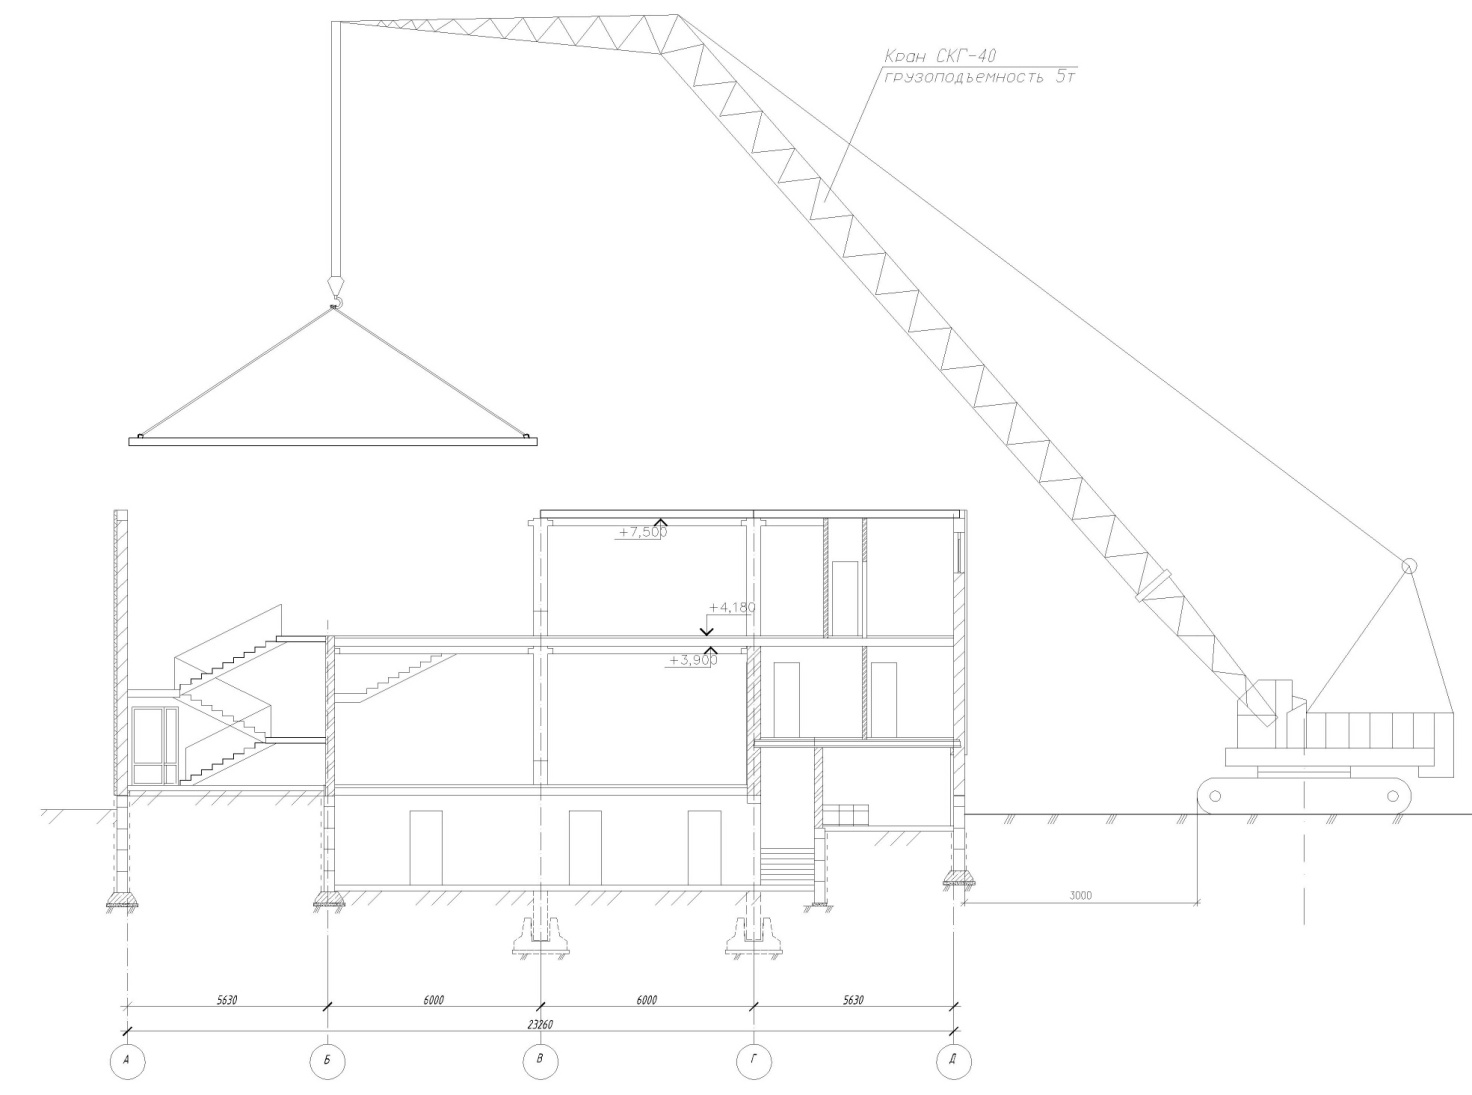 Кран СКГ-40
грузоподъемность 5т
+7,500
+4,180
+3,900
3000
5630
6000
6000
5630
23260
А
Б
В
Г
Д